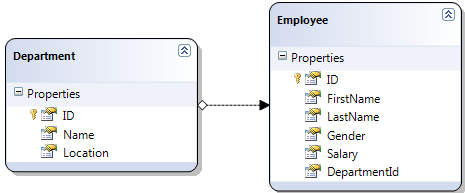 Department
Properties
ID
Name
Location
Employee
Properties
ID
FirstName
LastName
Gender
Salary
DepartmentId